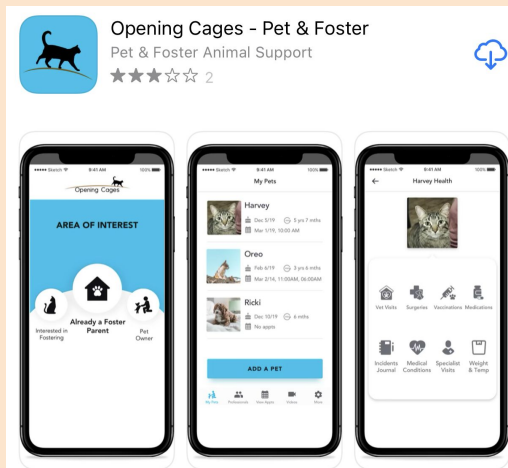 Opening Cages - Pet & Foster
Pet & Foster Animal Support
2
Sketch 9:41 AM 100%
Opening Cages
AREA OF INTEREST
Interested in
Fostering
Already a Foster
Parent
Pet
Owner
Sketch 9:41 AM 100%
My Pets
Harvey
Dec 5/19 5 yrs 7 mths
Mar 1/19, 10:00 AM
Oreo
Feb 6/19 3 yrs 6 mths
Mar 2/14, 11:00AM, 06:00AM
Ricki
Dec 10/19 6 mths
No appts
ADD A PET
My Pets Professionals View Appts Videos More
Sketch 9:41 AM 100%
Harvey Health
Vet Visits Surgeries Vaccinations Medications
Incidents
Journal
Medical
Conditions
Specialist
Visits
Weight
& Temp